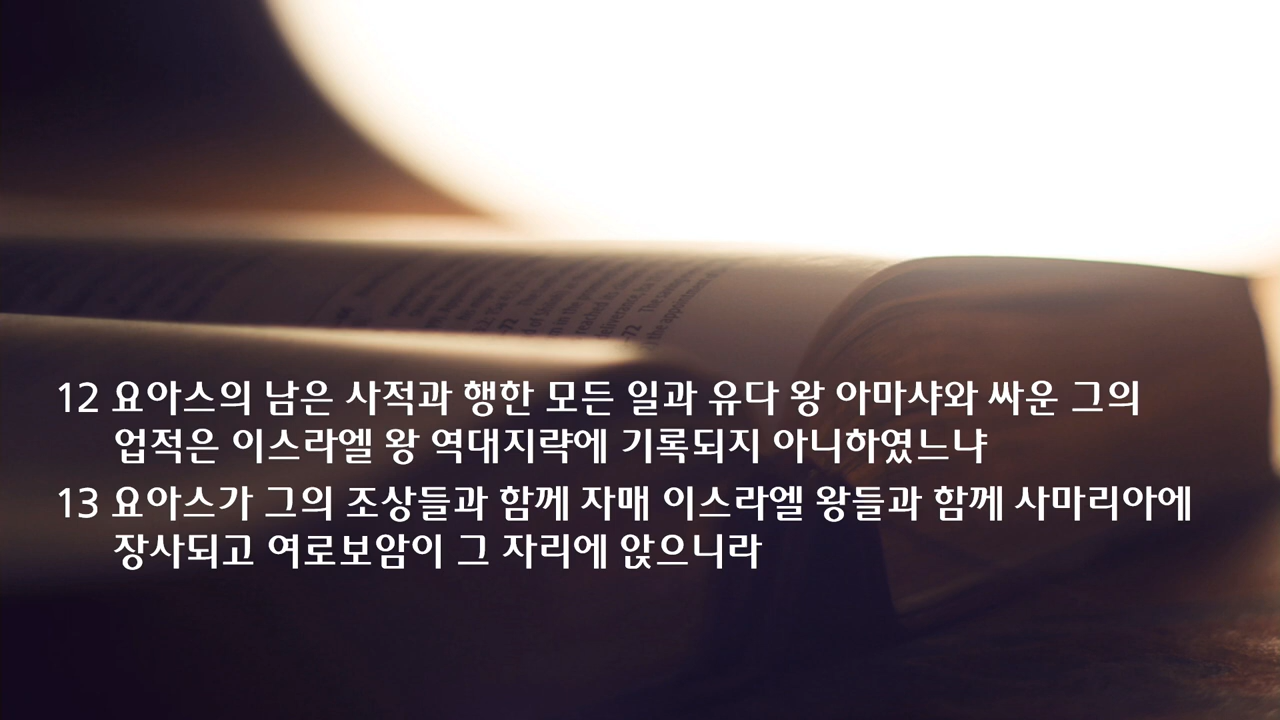 12 요아스의 남은 사적과 행한 모든 일과 유다 왕 아마샤와 싸운 그의
업적은 이스라엘 왕 역대지략에 기록되지 아니하였느냐
13 요아스가 그의 조상들과 함께 자매 이스라엘 왕들과 함께 사마리아에
장사되고 여로보암이 그 자리에 앉으니라